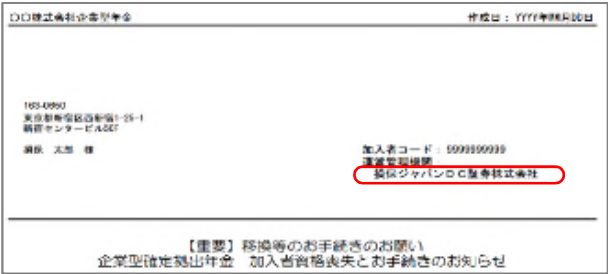 〇〇株式会社企業型年金
作成日： YYYY年MM月DD日
163-0660
東京都新宿区西新宿1-25-1
新宿センタービル
損保 太郎 様
加入者コード： 9999999999
運営管理機関：
損保ジャパンＤＣ証券株式会社
【重要】移換等のお手続きのお願い
企業型確定拠出年金 加入者資格喪失とお手続きのお知らせ